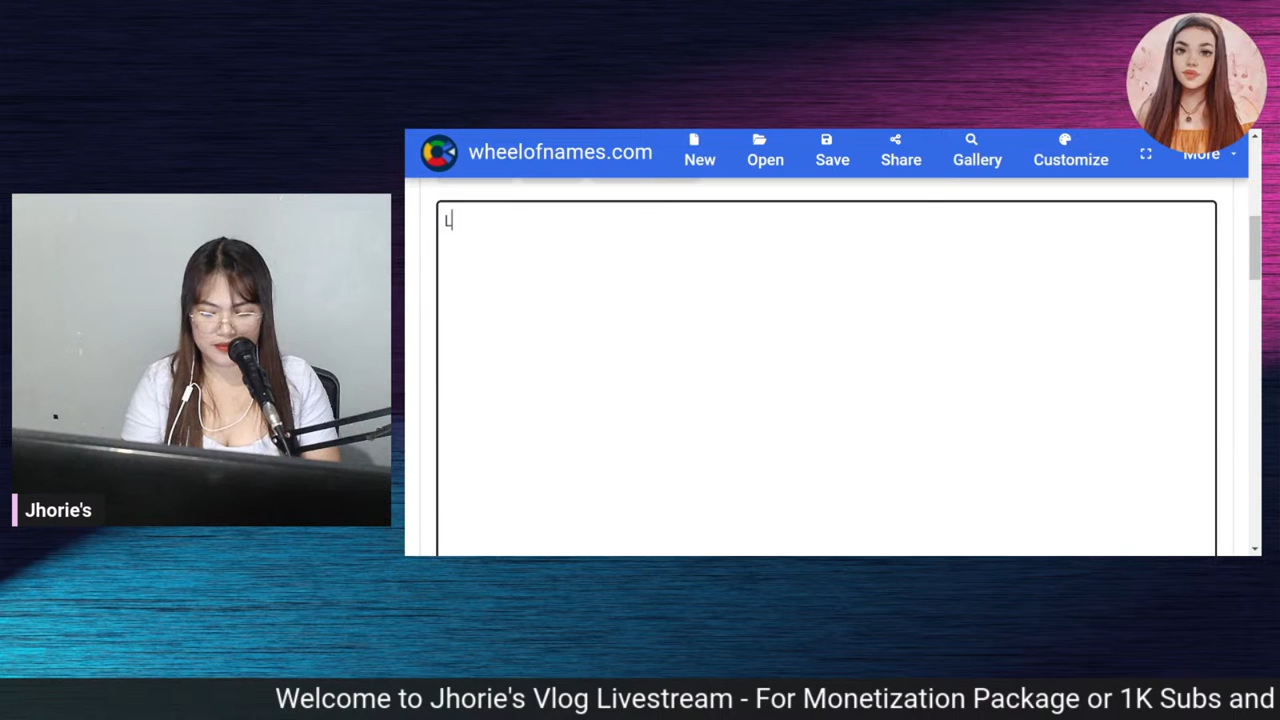 wheelofnames.com
New
Open
Save
Share
Gallery
Customize
More
L
Jhorie's
Welcome to Jhorie's Vlog Livestream - For Monetization Package or 1K Subs and